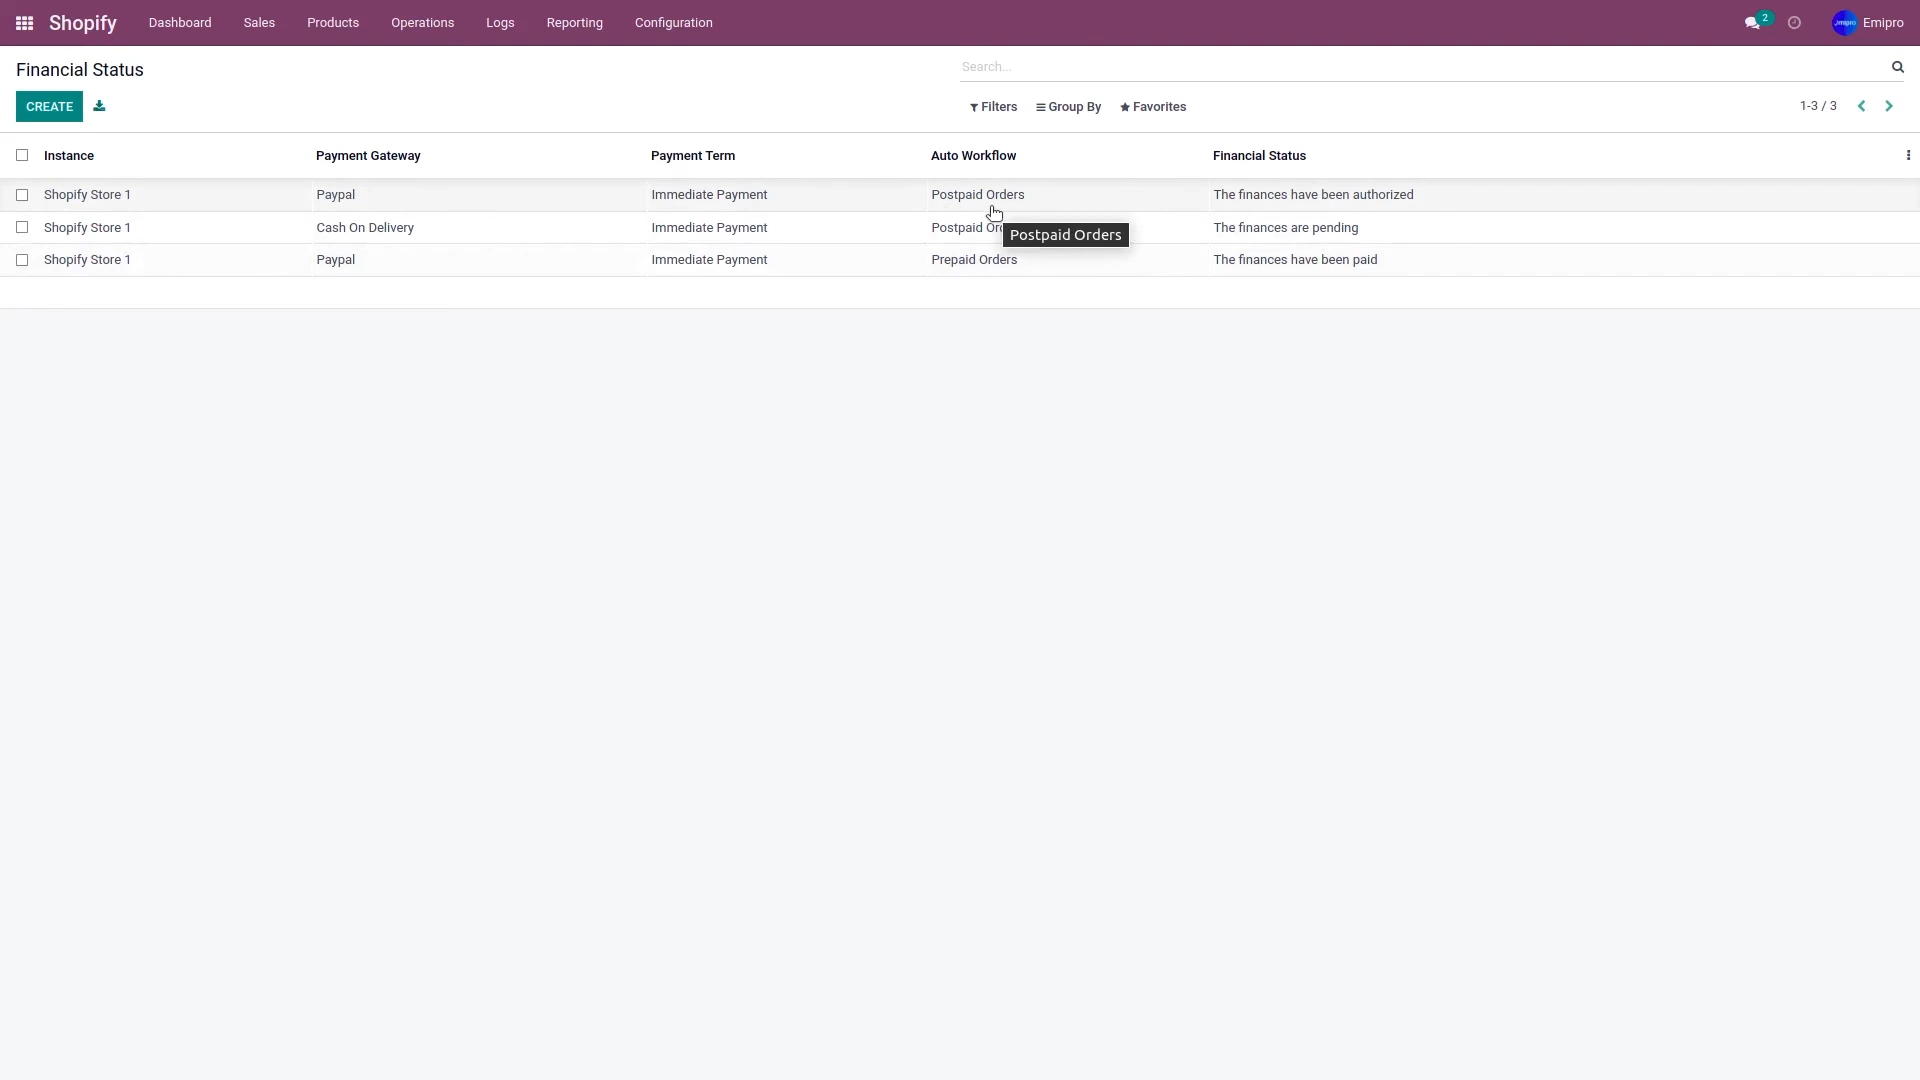 Shopify Dashboard Sales Products Operations Logs Reporting Configuration 2 Emipro
Financial Status Search...
CREATE Filters Group By Favorites 1-3 / 3
Instance Payment Gateway Payment Term Auto Workflow Financial Status
Shopify Store 1 Paypal Immediate Payment Postpaid Orders The finances have been authorized
Shopify Store 1 Cash On Delivery Immediate Payment Postpaid Or The finances are pending
Postpaid Orders
Shopify Store 1 Paypal Immediate Payment Prepaid Orders The finances have been paid